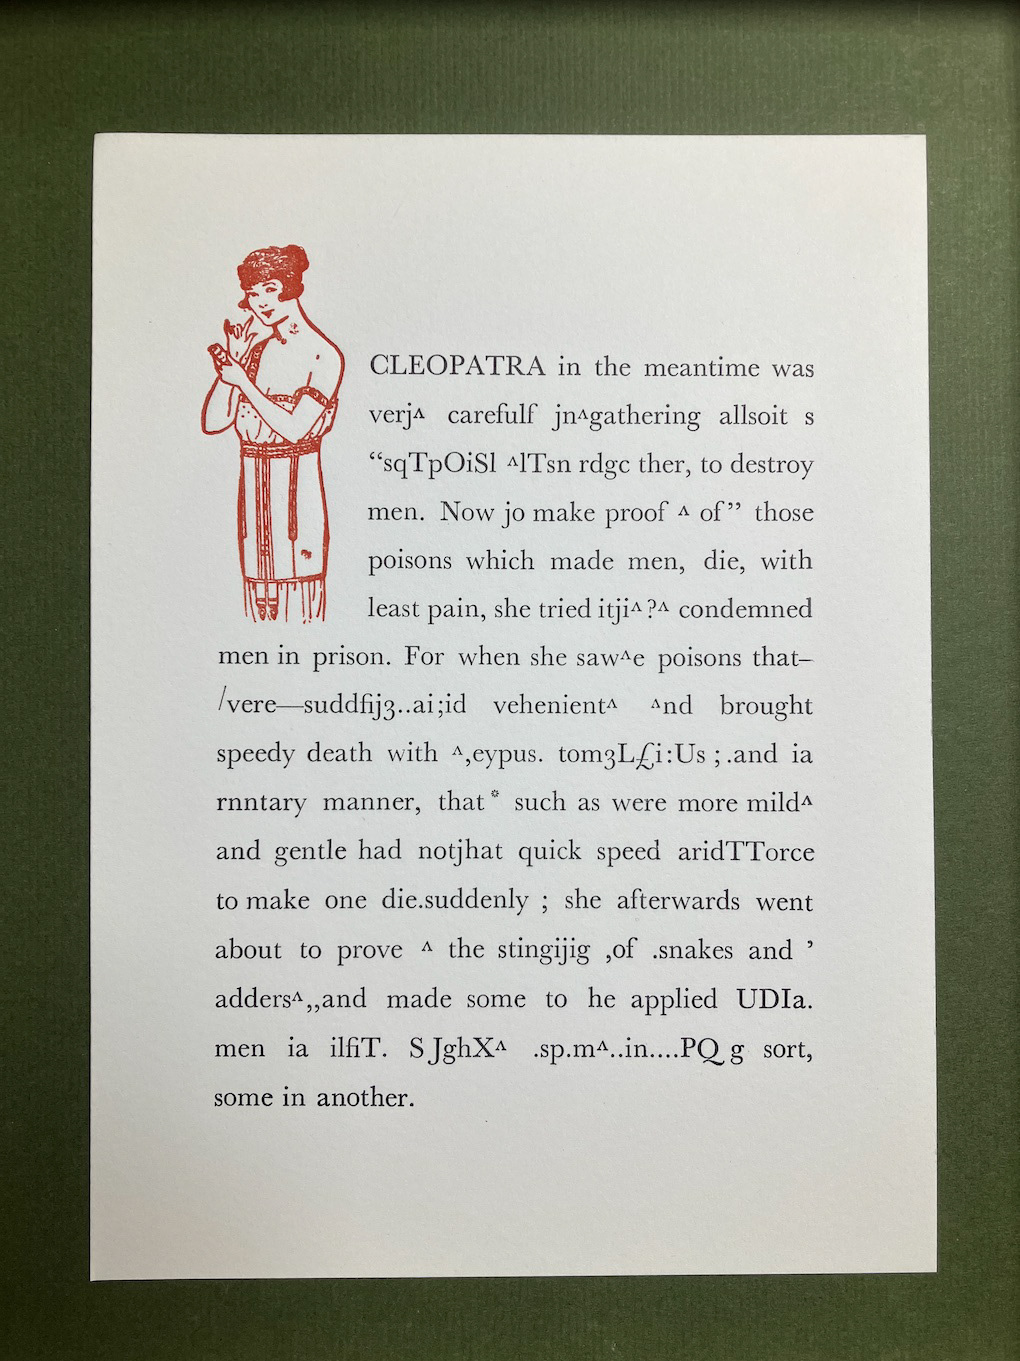 CLEOPATRA in the meantime was
verj^ carefulf jn^gathering allsoit s
“sqTpOiSl ^lTsn rdgc ther, to destroy
men. Now jo make proof ^ of” those
poisons which made men, die, with
least pain, she tried itji^?^ condemned
men in prison. For when she saw^e poisons that–
/vere—suddfij3..ai;id vehenient^ ^nd brought
speedy death with ^,eypus. tom3L£i:Us ; .and ia
rnntary manner, that* such as were more mild^
and gentle had notjhat quick speed aridTTorce
to make one die.suddenly ; she afterwards went
about to prove ^ the stingijig ,of .snakes and ’
adders^,,and made some to he applied UDIa.
men ia ilfiT. SJghX^ .sp.m^..in....PQ g sort,
some in another.